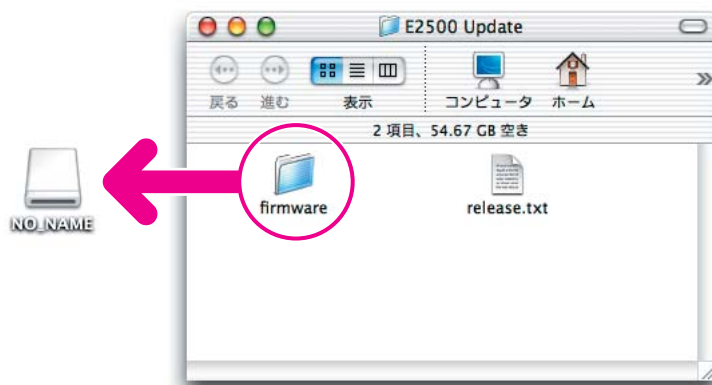 E2500 Update
戻る 進む 表示 コンピュータ ホーム
2 項目、54.67 GB 空き
firmware release.txt
NO_NAME